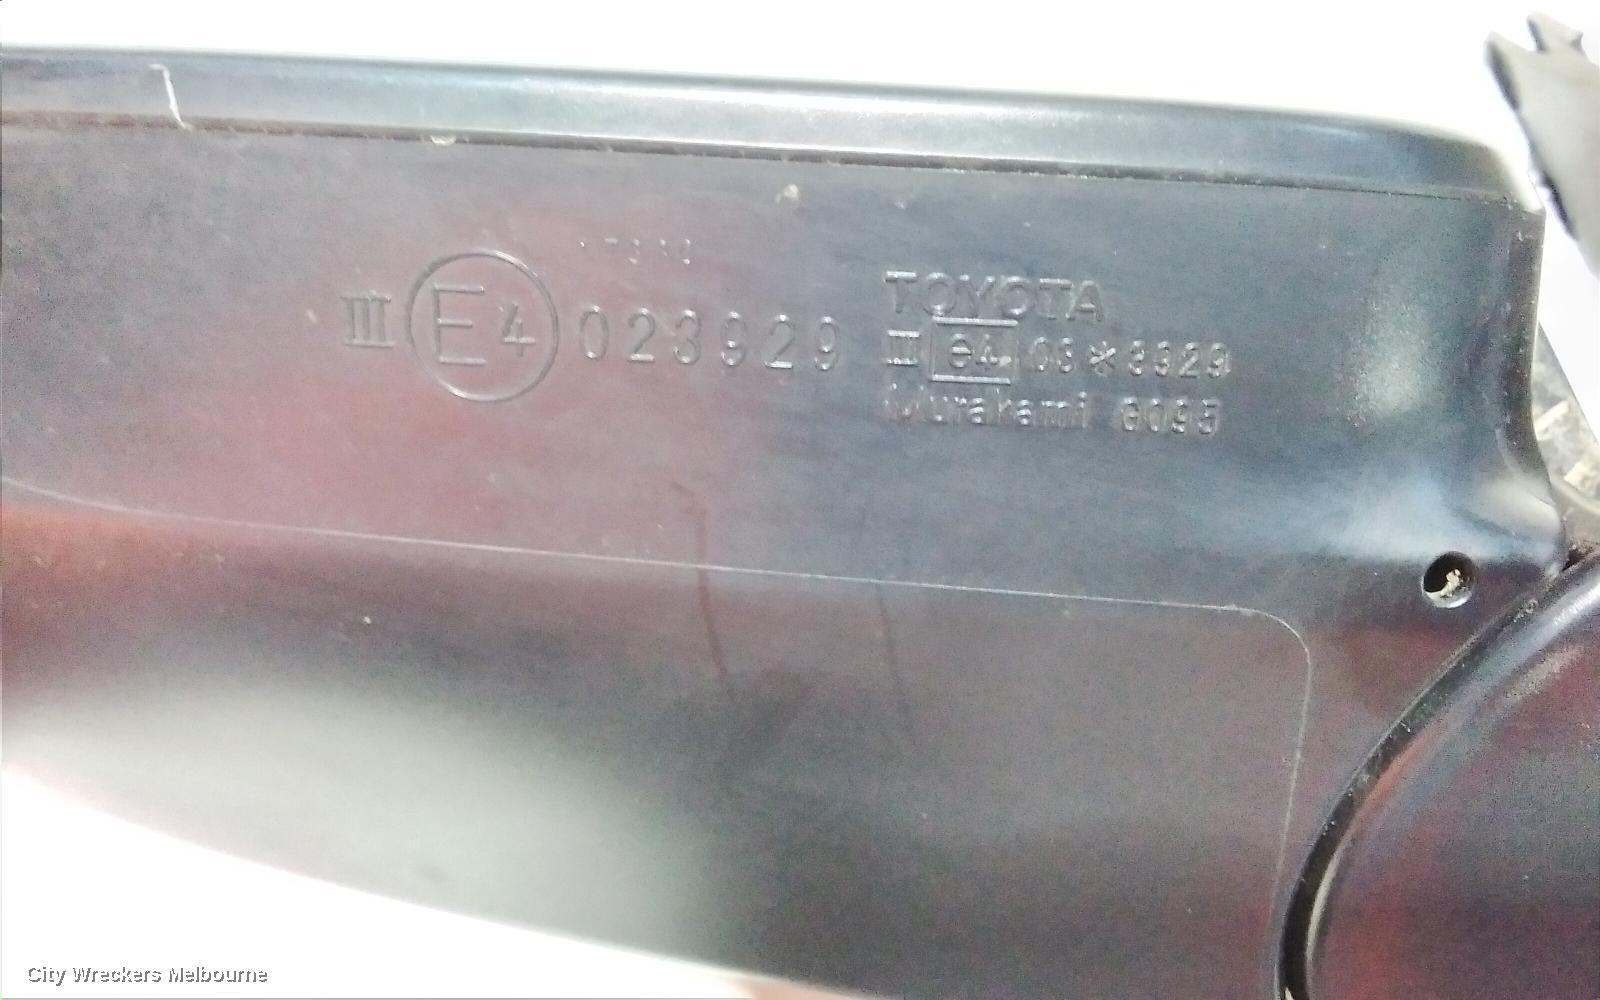 III E4 023929
TOYOTA
III e4 03*3929
Murakami 8095
City Wreckers Melbourne